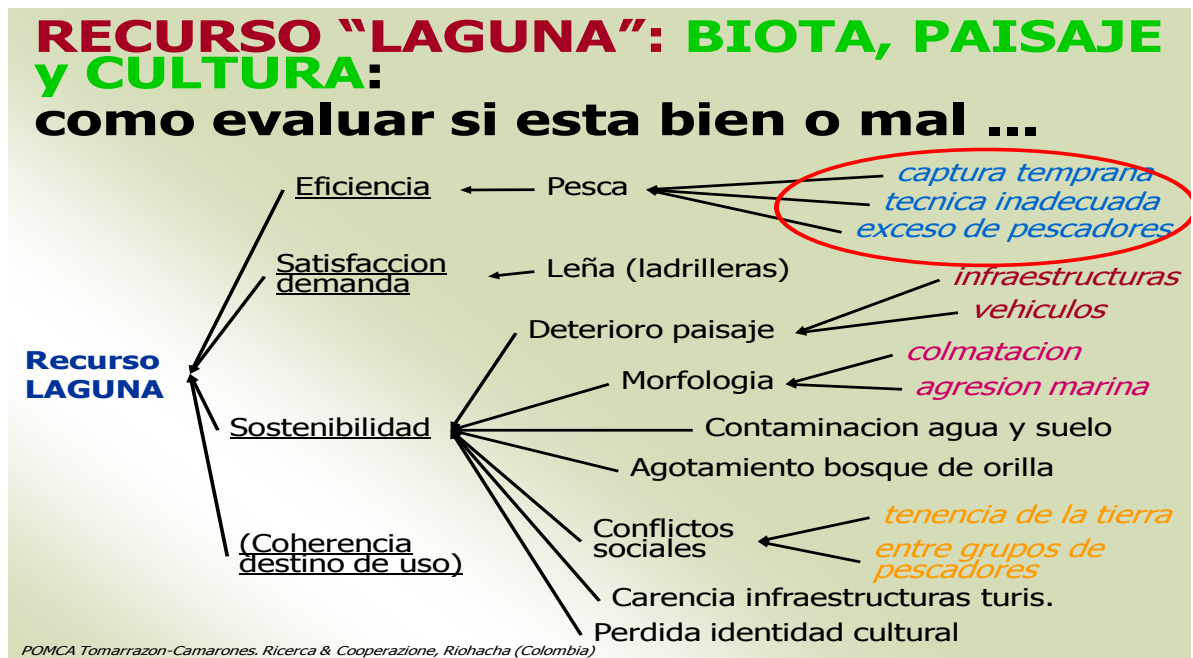 RECURSO “LAGUNA”: BIOTA, PAISAJE
y CULTURA:
como evaluar si esta bien o mal ...
Eficiencia
Pesca
captura temprana
tecnica inadecuada
exceso de pescadores
Satisfaccion
demanda
Leña (ladrilleras)
infraestructuras
vehiculos
Deterioro paisaje
Recurso
LAGUNA
Morfologia
colmatacion
agresion marina
Sostenibilidad
Contaminacion agua y suelo
Agotamiento bosque de orilla
(Coherencia
destino de uso)
Conflictos
sociales
tenencia de la tierra
entre grupos de
pescadores
Carencia infraestructuras turis.
Perdida identidad cultural
POMCA Tomarrazon-Camarones. Ricerca & Cooperazione, Riohacha (Colombia)